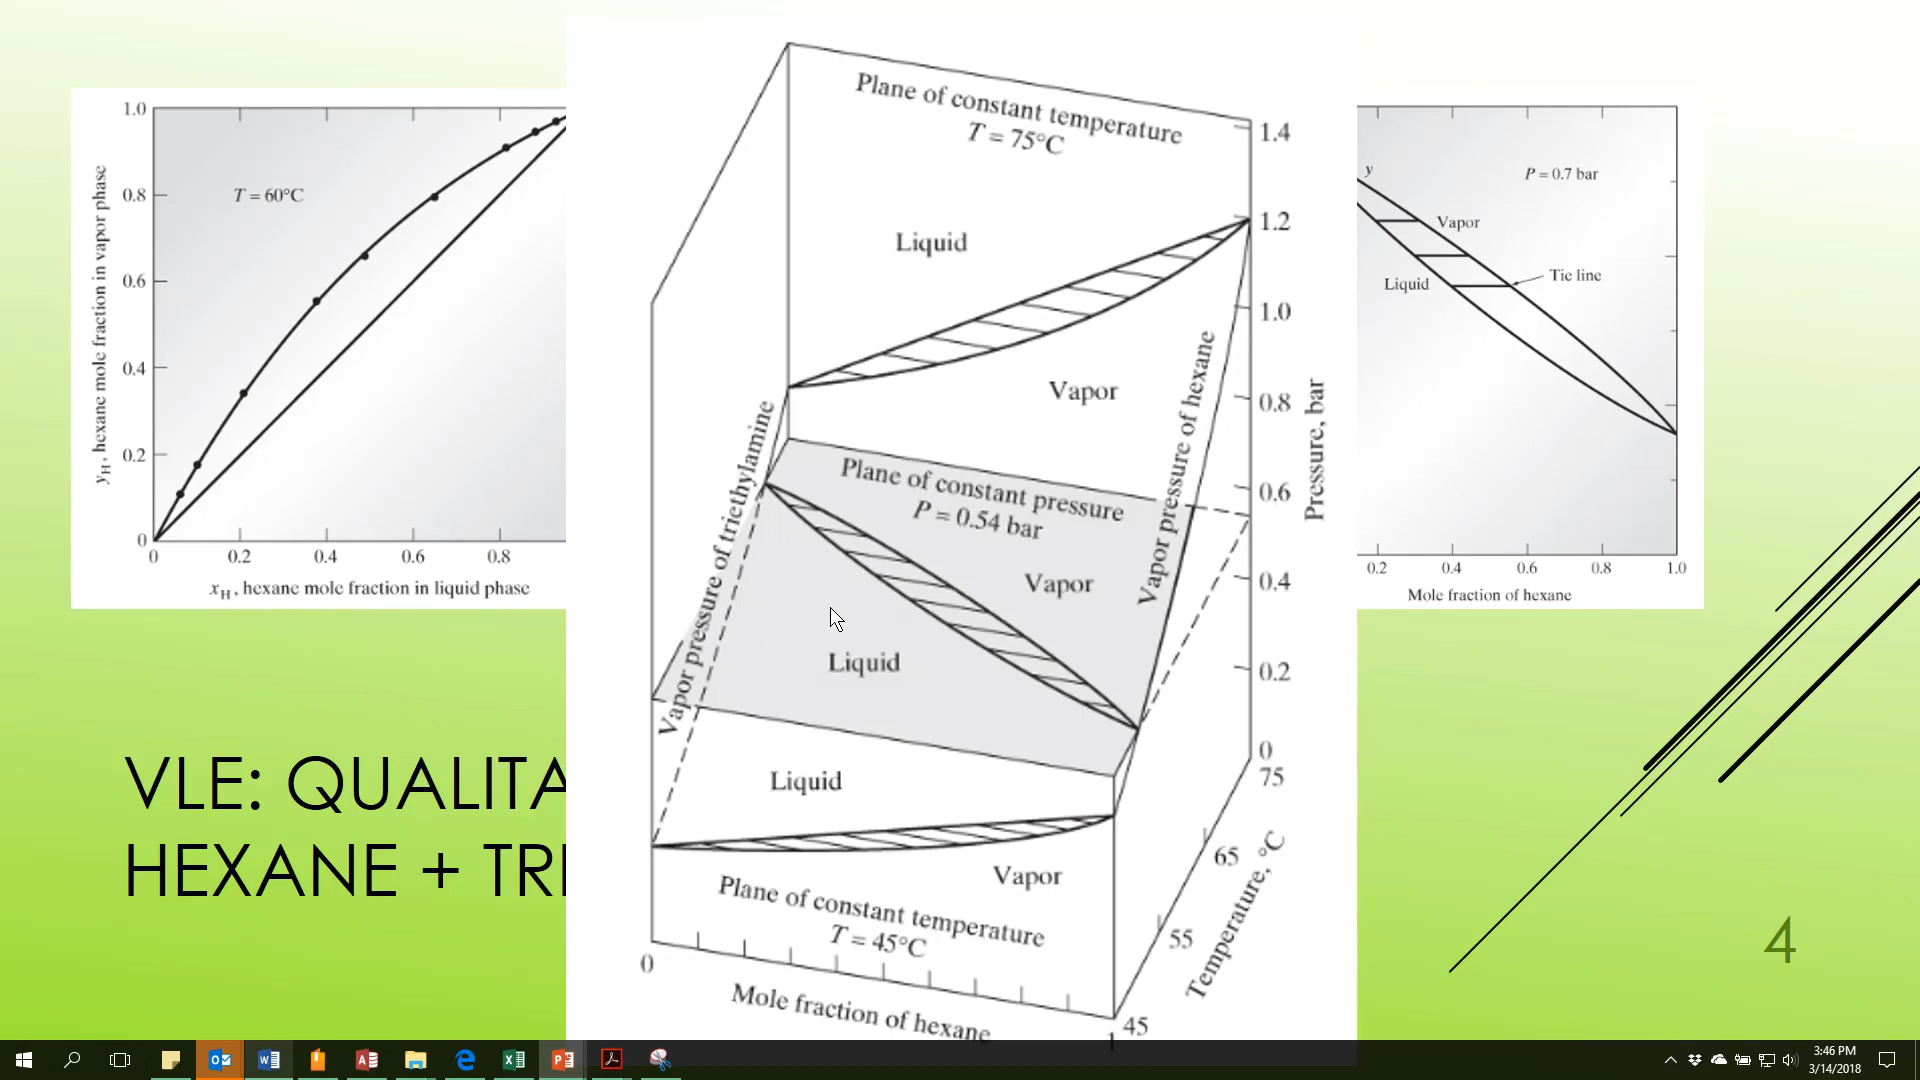 1.0
0.8
0.6
0.4
0.2
0
T = 60°C
yH, hexane mole fraction in vapor phase
0 0.2 0.4 0.6 0.8
xH, hexane mole fraction in liquid phase
Plane of constant temperature
T = 75°C
Liquid
Vapor
1.4
1.2
1.0
0.8
0.6
0.4
0.2
0
Pressure, bar
Vapor pressure of triethylamine
Vapor pressure of hexane
Plane of constant pressure
P = 0.54 bar
Vapor
Liquid
Liquid
Vapor
Plane of constant temperature
T = 45°C
75
65
55
45
Temperature, °C
0
1
Mole fraction of hexane
y
P = 0.7 bar
Vapor
Liquid
Tie line
0.2 0.4 0.6 0.8 1.0
Mole fraction of hexane
VLE: QUALITA
HEXANE + TRI
4
3:46 PM
3/14/2018